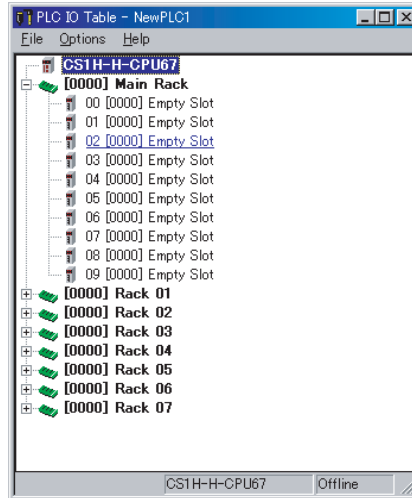 PLC IO Table - NewPLC1
File Options Help
CS1H-H-CPU67
[0000] Main Rack
00 [0000] Empty Slot
01 [0000] Empty Slot
02 [0000] Empty Slot
03 [0000] Empty Slot
04 [0000] Empty Slot
05 [0000] Empty Slot
06 [0000] Empty Slot
07 [0000] Empty Slot
08 [0000] Empty Slot
09 [0000] Empty Slot
[0000] Rack 01
[0000] Rack 02
[0000] Rack 03
[0000] Rack 04
[0000] Rack 05
[0000] Rack 06
[0000] Rack 07
CS1H-H-CPU67 Offline